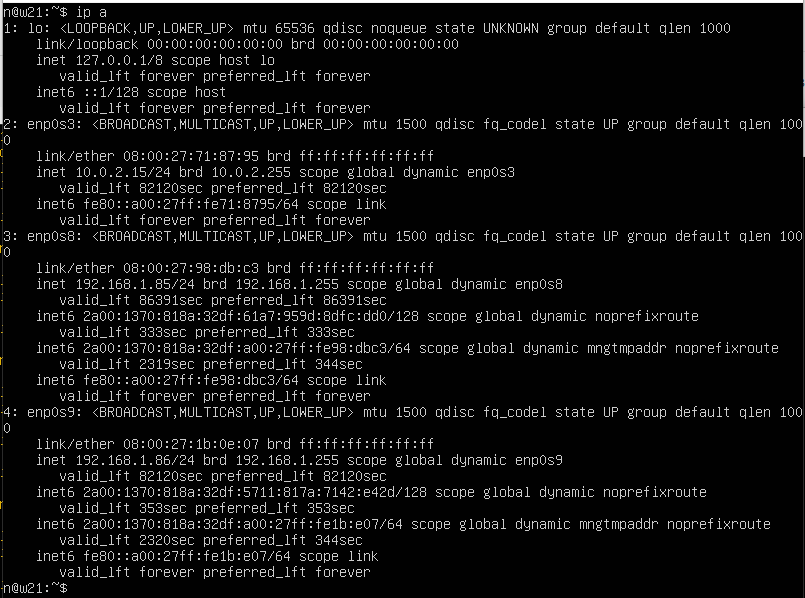 n@w21:~$ ip a
1: lo: <LOOPBACK,UP,LOWER_UP> mtu 65536 qdisc noqueue state UNKNOWN group default qlen 1000
    link/loopback 00:00:00:00:00:00 brd 00:00:00:00:00:00
    inet 127.0.0.1/8 scope host lo
       valid_lft forever preferred_lft forever
    inet6 ::1/128 scope host
       valid_lft forever preferred_lft forever
2: enp0s3: <BROADCAST,MULTICAST,UP,LOWER_UP> mtu 1500 qdisc fq_codel state UP group default qlen 100
0
    link/ether 08:00:27:71:87:95 brd ff:ff:ff:ff:ff:ff
    inet 10.0.2.15/24 brd 10.0.2.255 scope global dynamic enp0s3
       valid_lft 82120sec preferred_lft 82120sec
    inet6 fe80::a00:27ff:fe71:8795/64 scope link
       valid_lft forever preferred_lft forever
3: enp0s8: <BROADCAST,MULTICAST,UP,LOWER_UP> mtu 1500 qdisc fq_codel state UP group default qlen 100
0
    link/ether 08:00:27:98:db:c3 brd ff:ff:ff:ff:ff:ff
    inet 192.168.1.85/24 brd 192.168.1.255 scope global dynamic enp0s8
       valid_lft 86391sec preferred_lft 86391sec
    inet6 2a00:1370:818a:32df:61a7:959d:8dfc:dd0/128 scope global dynamic noprefixroute
       valid_lft 333sec preferred_lft 333sec
    inet6 2a00:1370:818a:32df:a00:27ff:fe98:dbc3/64 scope global dynamic mngtmpaddr noprefixroute
       valid_lft 2319sec preferred_lft 344sec
    inet6 fe80::a00:27ff:fe98:dbc3/64 scope link
       valid_lft forever preferred_lft forever
4: enp0s9: <BROADCAST,MULTICAST,UP,LOWER_UP> mtu 1500 qdisc fq_codel state UP group default qlen 100
0
    link/ether 08:00:27:1b:0e:07 brd ff:ff:ff:ff:ff:ff
    inet 192.168.1.86/24 brd 192.168.1.255 scope global dynamic enp0s9
       valid_lft 82120sec preferred_lft 82120sec
    inet6 2a00:1370:818a:32df:5711:817a:7142:e42d/128 scope global dynamic noprefixroute
       valid_lft 353sec preferred_lft 353sec
    inet6 2a00:1370:818a:32df:a00:27ff:fe1b:e07/64 scope global dynamic mngtmpaddr noprefixroute
       valid_lft 2320sec preferred_lft 344sec
    inet6 fe80::a00:27ff:fe1b:e07/64 scope link
       valid_lft forever preferred_lft forever
n@w21:~$